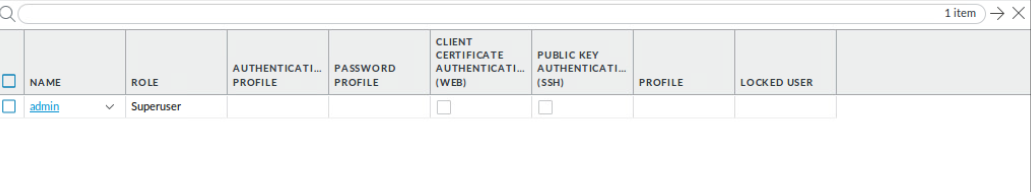 1 item
NAME
ROLE
AUTHENTICATI...
PROFILE
PASSWORD
PROFILE
CLIENT
CERTIFICATE
AUTHENTICATI...
(WEB)
PUBLIC KEY
AUTHENTICATI...
(SSH)
PROFILE
LOCKED USER
admin
Superuser